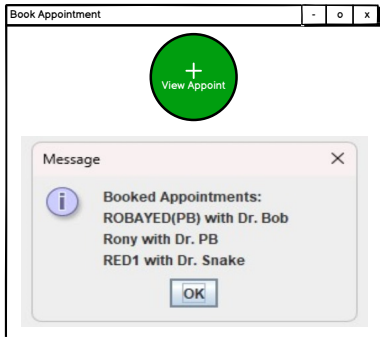 Book Appointment
- o x
+
View Appoint
Message
Booked Appointments:
ROBAYED(PB) with Dr. Bob
Rony with Dr. PB
RED1 with Dr. Snake
OK